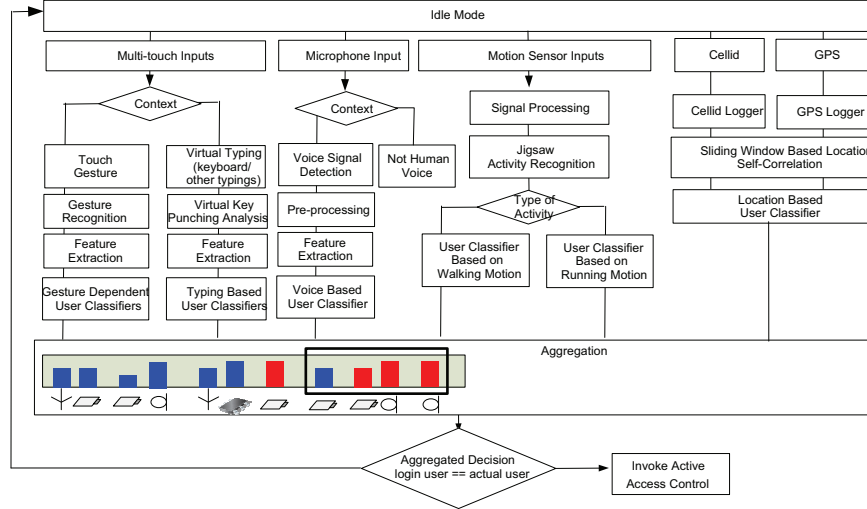 Idle Mode
Multi-touch Inputs
Microphone Input
Motion Sensor Inputs
Cellid
GPS
Context
Context
Signal Processing
Cellid Logger
GPS Logger
Touch
Gesture
Virtual Typing
(keyboard/
other typings)
Voice Signal
Detection
Not Human
Voice
Jigsaw
Activity Recognition
Sliding Window Based Location
Self-Correlation
Gesture
Recognition
Virtual Key
Punching Analysis
Pre-processing
Type of
Activity
Location Based
User Classifier
Feature
Extraction
Feature
Extraction
Feature
Extraction
User Classifier
Based on
Walking Motion
User Classifier
Based on
Running Motion
Gesture Dependent
User Classifiers
Typing Based
User Classifiers
Voice Based
User Classifier
Aggregation
Aggregated Decision
login user == actual user
Invoke Active
Access Control